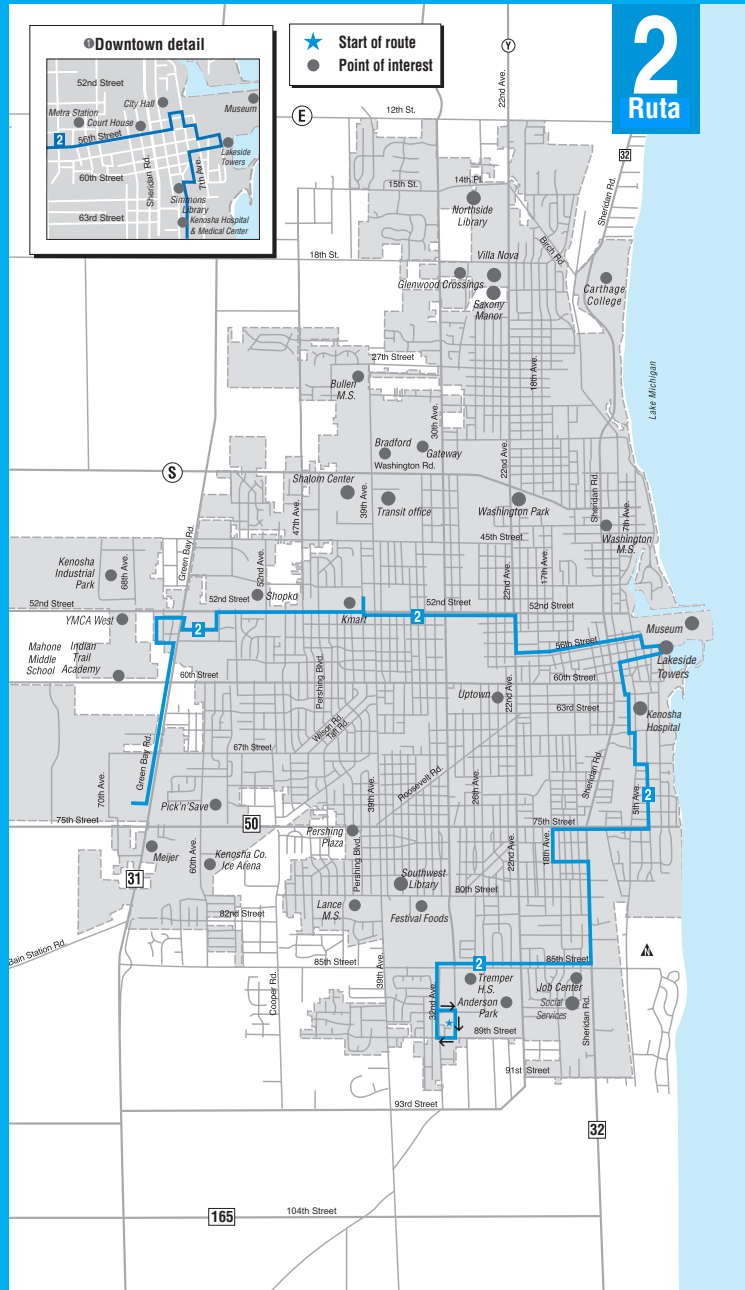 Downtown detail
52nd Street
City Hall
Museum
Metra Station
Court House
2
56th Street
Lakeside
Towers
60th Street
Sheridan Rd.
7th Ave.
Simmons
Library
63rd Street
Kenosha Hospital
& Medical Center
Start of route
Point of interest
2
Ruta
Y
22nd Ave.
E
12th St.
32
14th Pl.
15th St.
Northside
Library
Sheridan Rd.
Birch Rd.
18th St.
Villa Nova
Glenwood Crossings
Saxony
Manor
Carthage
College
27th Street
18th Ave.
Lake Michigan
Bullen
M.S.
30th Ave.
Bradford
Gateway
Washington Rd.
22nd Ave.
S
Shalom Center
39th Ave.
Transit office
47th Ave.
Washington Park
Sheridan Rd.
7th Ave.
Washington
M.S.
45th Street
Green Bay Rd.
Kenosha
Industrial
Park
68th Ave.
52nd Ave.
22nd Ave.
17th Ave.
52nd Street
52nd Street
Shopko
52nd Street
52nd Street
YMCA West
2
Kmart
2
Museum
Mahone
Middle
School
Indian
Trail
Academy
56th Street
Lakeside
Towers
60th Street
60th Street
Pershing Blvd.
Uptown
22nd Ave.
63rd Street
Kenosha
Hospital
Wilson Rd.
Taft Rd.
67th Street
Green Bay Rd.
70th Ave.
39th Ave.
Roosevelt Rd.
26th Ave.
Sheridan Rd.
5th Ave.
2
Pick'n'Save
75th Street
50
Pershing
Plaza
75th Street
Meijer
60th Ave.
Kenosha Co.
Ice Arena
Pershing Blvd.
22nd Ave.
18th Ave.
31
Southwest
Library
80th Street
82nd Street
Lance
M.S.
Festival Foods
Bain Station Rd.
85th Street
39th Ave.
2
85th Street
N
Cooper Rd.
32nd Ave.
Tremper
H.S.
Anderson
Park
Job Center
Social
Services
Sheridan Rd.
89th Street
91st Street
93rd Street
32
165
104th Street